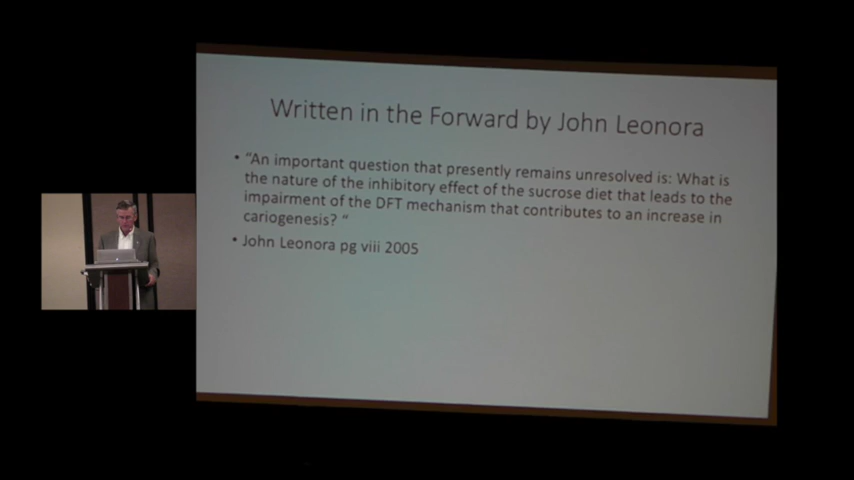 Written in the Forward by John Leonora
• "An important question that presently remains unresolved is: What is
the nature of the inhibitory effect of the sucrose diet that leads to the
impairment of the DFT mechanism that contributes to an increase in
cariogenesis? "
• John Leonora pg viii 2005